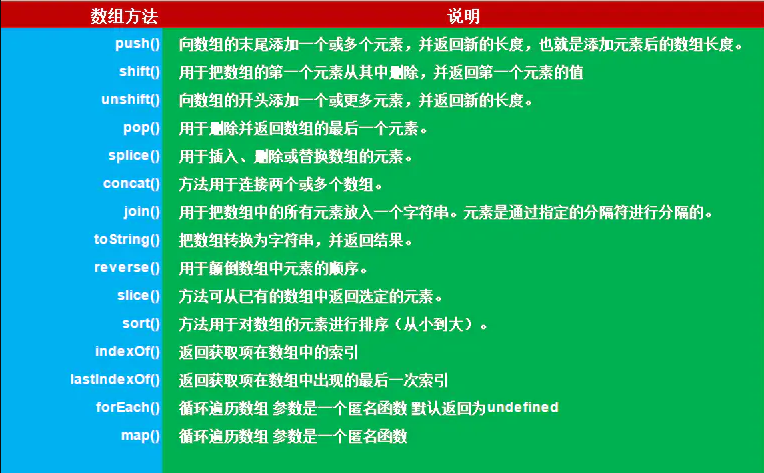 数组方法 说明
push() 向数组的末尾添加一个或多个元素，并返回新的长度，也就是添加元素后的数组长度。
shift() 用于把数组的第一个元素从其中删除，并返回第一个元素的值
unshift() 向数组的开头添加一个或更多元素，并返回新的长度。
pop() 用于删除并返回数组的最后一个元素。
splice() 用于插入、删除或替换数组的元素。
concat() 方法用于连接两个或多个数组。
join() 用于把数组中的所有元素放入一个字符串。元素是通过指定的分隔符进行分隔的。
toString() 把数组转换为字符串，并返回结果。
reverse() 用于颠倒数组中元素的顺序。
slice() 方法可从已有的数组中返回选定的元素。
sort() 方法用于对数组的元素进行排序（从小到大）。
indexOf() 返回获取项在数组中的索引
lastIndexOf() 返回获取项在数组中出现的最后一次索引
forEach() 循环遍历数组 参数是一个匿名函数 默认返回为undefined
map() 循环遍历数组 参数是一个匿名函数